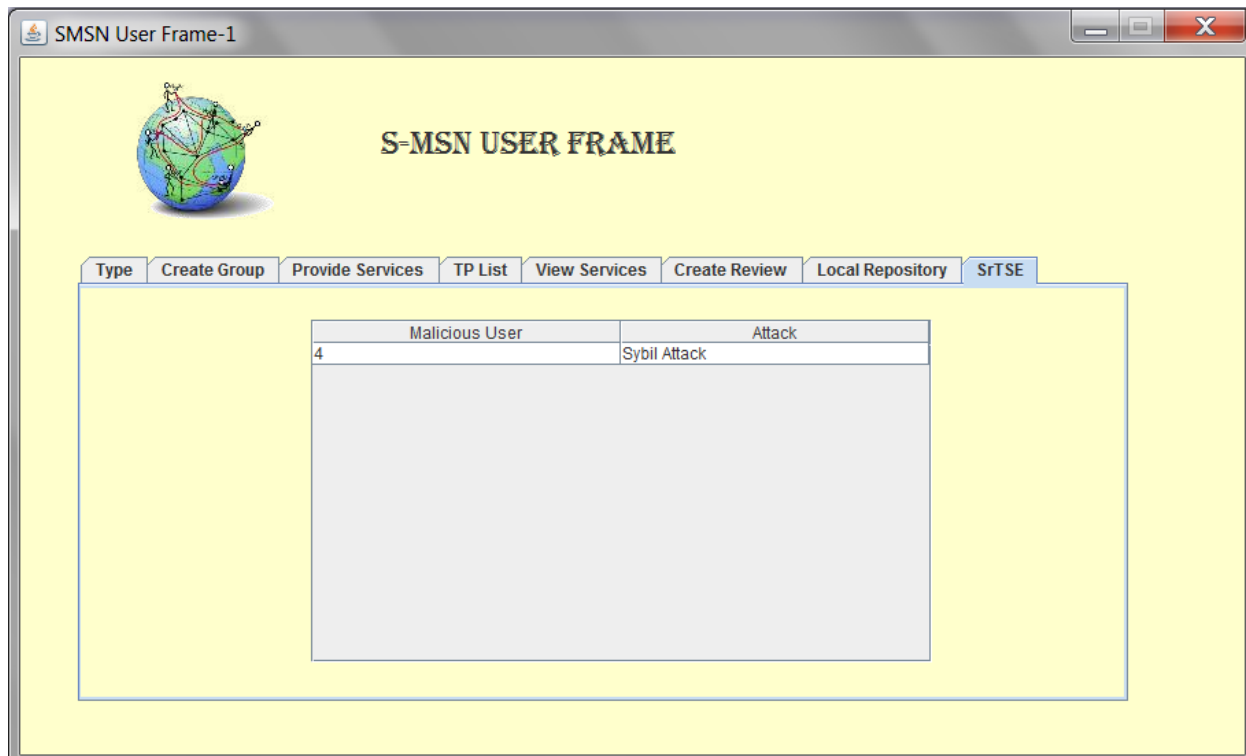 SMSN User Frame-1
S-MSN USER FRAME
Type Create Group Provide Services TP List View Services Create Review Local Repository SrTSE
Malicious User Attack
4 Sybil Attack